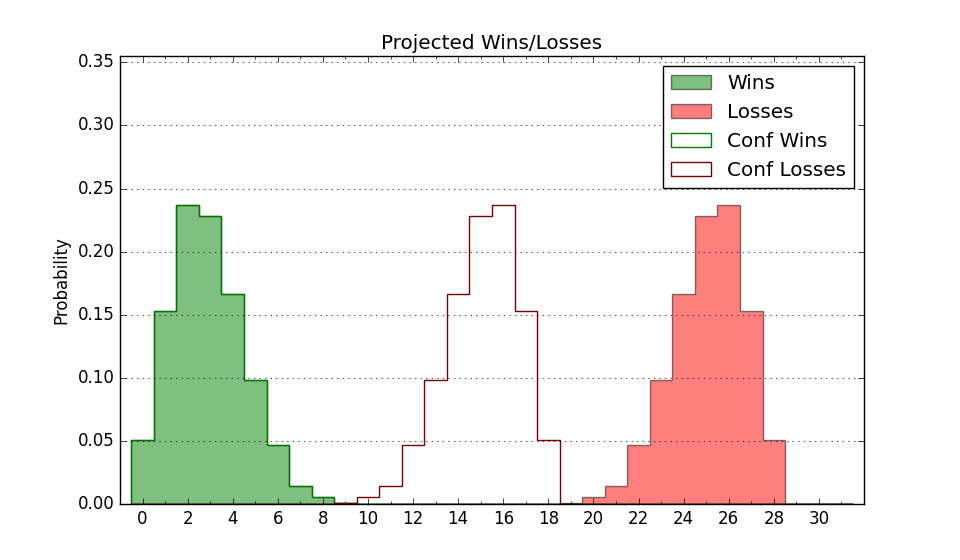 Projected Wins/Losses
0.35
0.30
0.25
0.20
0.15
0.10
0.05
0.00
Probability
Wins
Losses
Conf Wins
Conf Losses
0 2 4 6 8 10 12 14 16 18 20 22 24 26 28 30